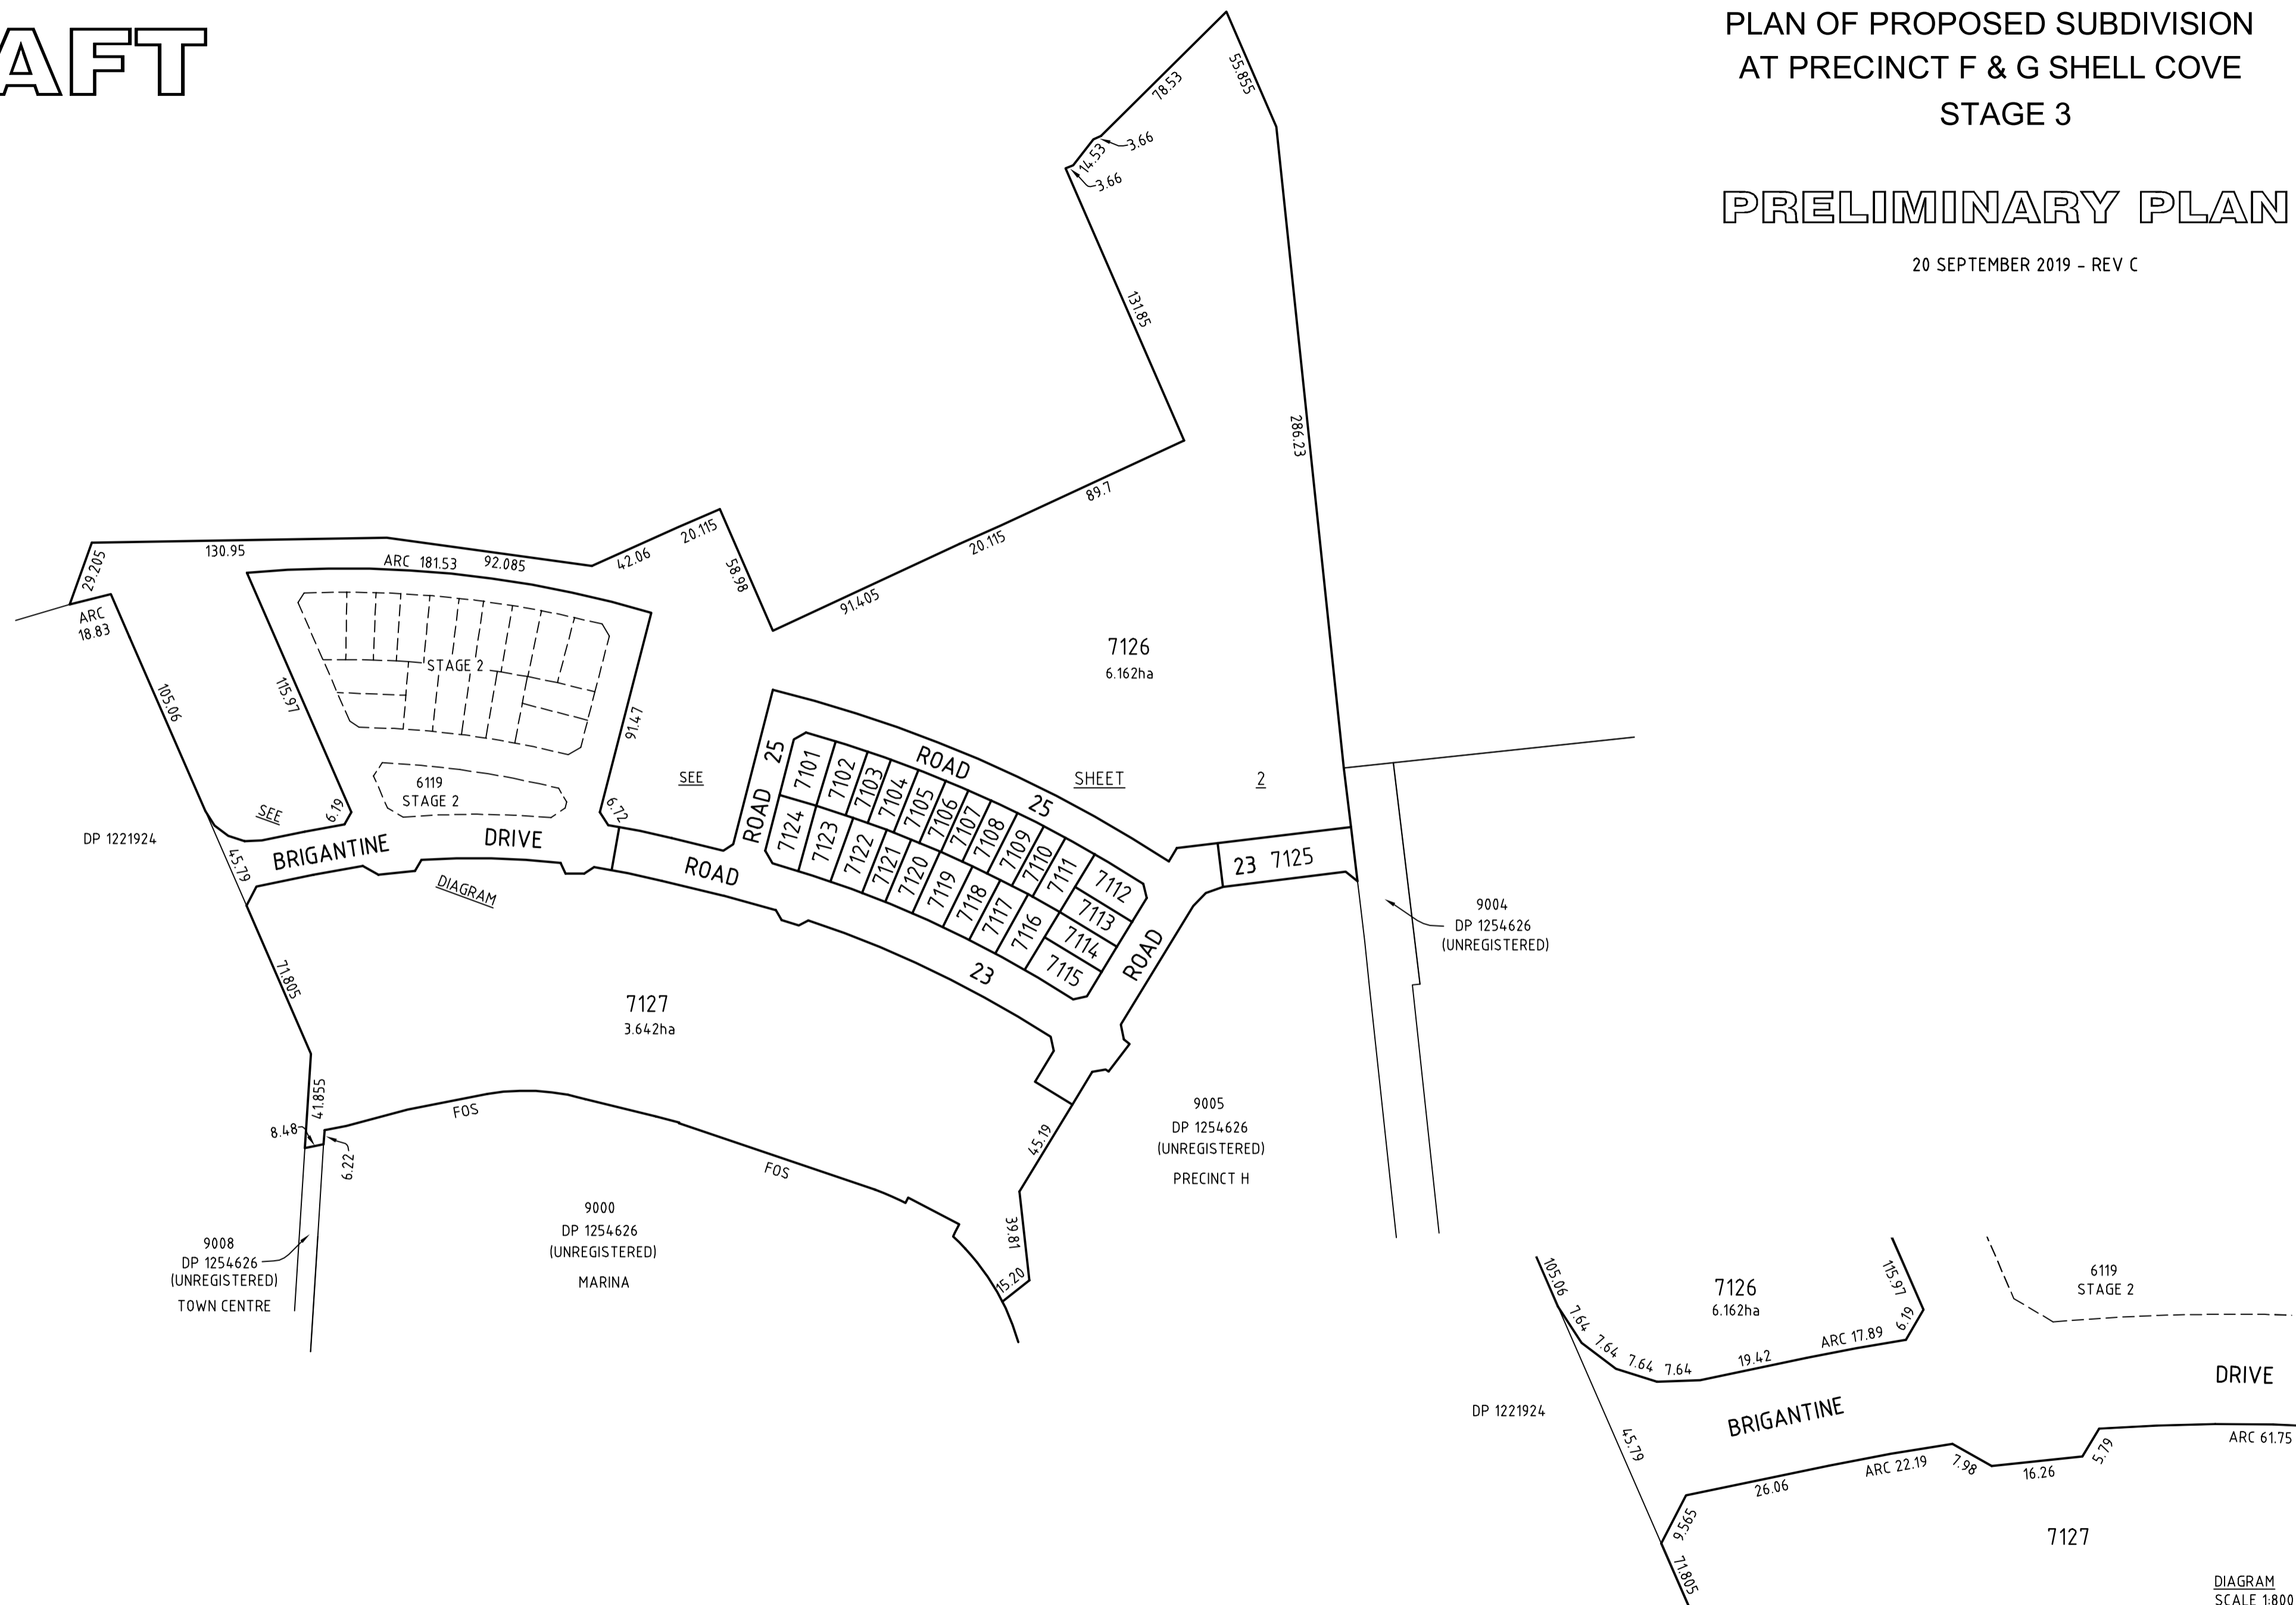 AFT
PLAN OF PROPOSED SUBDIVISION
AT PRECINCT F & G SHELL COVE
STAGE 3
PRELIMINARY PLAN
20 SEPTEMBER 2019 - REV C
55.855
78.53
3.66
14.53
3.66
131.85
286.23
89.7
20.115
91.405
58.98
20.115
42.06
92.085
ARC 181.53
130.95
29.205
ARC
18.83
105.06
115.97
STAGE 2
91.47
7126
6.162ha
6119
STAGE 2
SEE
6.19
6.72
SEE
SHEET
2
ROAD
25
ROAD 25
7101
7102
7103
7104
7105
7106
7107
7108
7109
7110
7111
7112
7113
7114
7115
7116
7117
7118
7119
7120
7121
7122
7123
7124
23 7125
DP 1221924
45.79
BRIGANTINE
DRIVE
DIAGRAM
ROAD
23
ROAD
9004
DP 1254626
(UNREGISTERED)
71.805
7127
3.642ha
41.855
8.48
6.22
FOS
FOS
45.19
39.81
15.20
9005
DP 1254626
(UNREGISTERED)
PRECINCT H
9000
DP 1254626
(UNREGISTERED)
MARINA
9008
DP 1254626
(UNREGISTERED)
TOWN CENTRE
105.06
7126
6.162ha
115.97
6119
STAGE 2
7.64
7.64
7.64
7.64
19.42
ARC 17.89
6.19
DP 1221924
45.79
BRIGANTINE
DRIVE
26.06
ARC 22.19
7.98
16.26
5.79
ARC 61.75
9.565
71.805
7127
DIAGRAM
SCALE 1:800